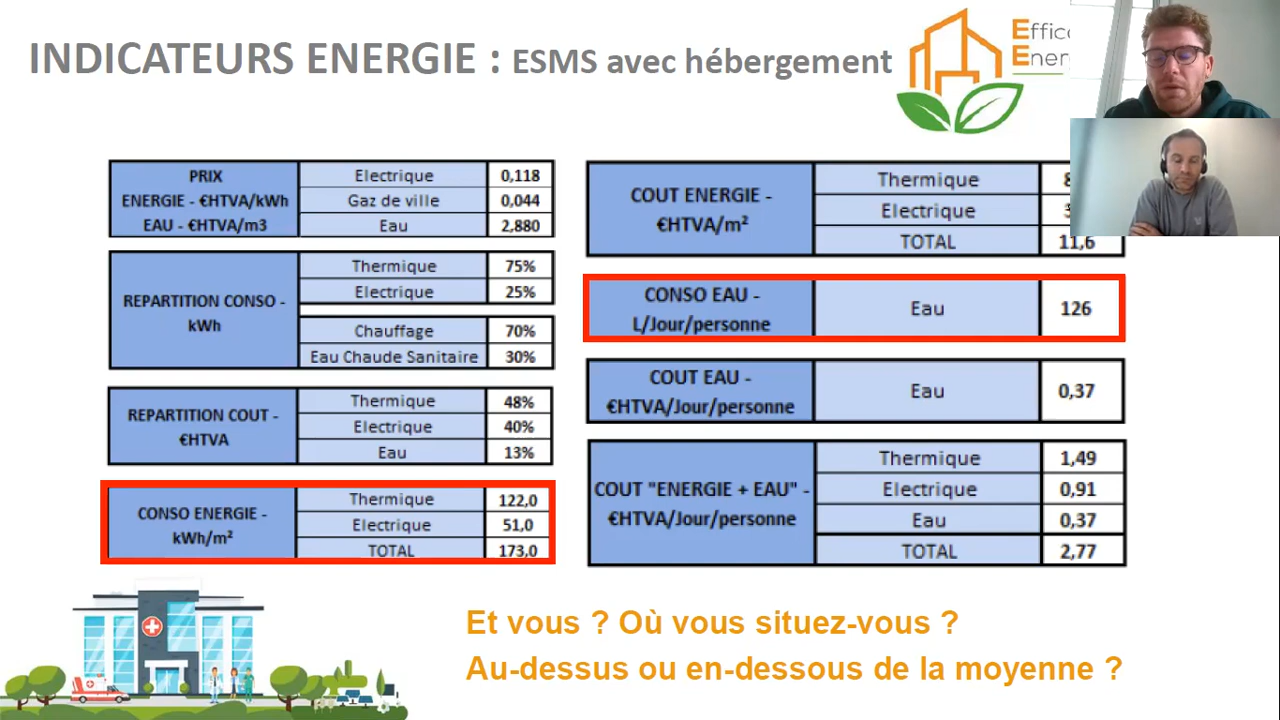 INDICATEURS ENERGIE : ESMS avec hébergement
PRIX
ENERGIE - €HTVA/kWh
EAU - €HTVA/m3
Electrique 0,118
Gaz de ville 0,044
Eau 2,880
REPARTITION CONSO -
kWh
Thermique 75%
Electrique 25%
Chauffage 70%
Eau Chaude Sanitaire 30%
REPARTITION COUT -
€HTVA
Thermique 48%
Electrique 40%
Eau 13%
CONSO ENERGIE -
kWh/m²
Thermique 122,0
Electrique 51,0
TOTAL 173,0
COUT ENERGIE -
€HTVA/m²
Thermique
Electrique
TOTAL 11,6
CONSO EAU -
L/Jour/personne
Eau 126
COUT EAU -
€HTVA/Jour/personne
Eau 0,37
COUT "ENERGIE + EAU" -
€HTVA/Jour/personne
Thermique 1,49
Electrique 0,91
Eau 0,37
TOTAL 2,77
Et vous ? Où vous situez-vous ?
Au-dessus ou en-dessous de la moyenne ?